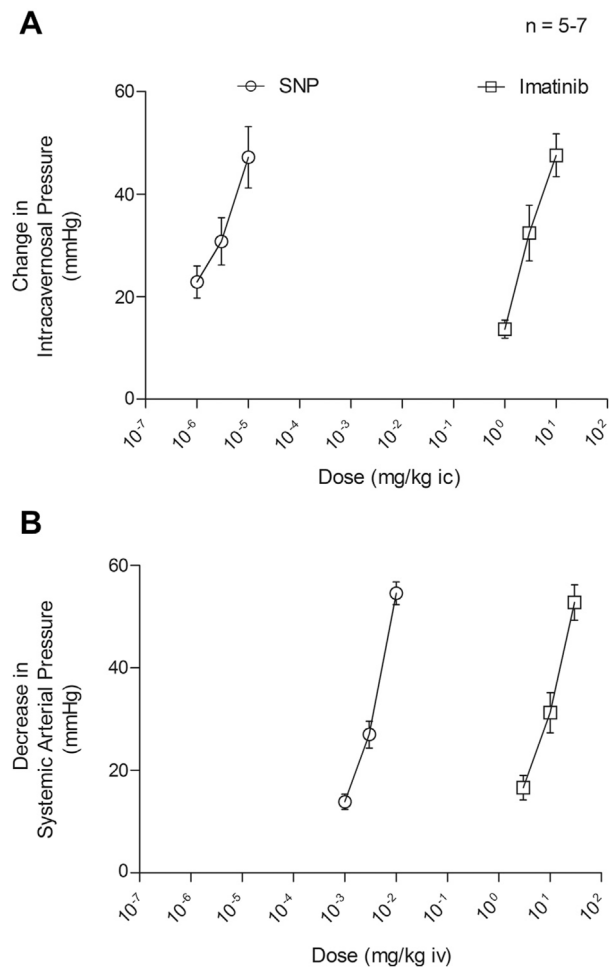 A
n = 5-7
SNP
Imatinib
Change in
Intracavernosal Pressure
(mmHg)
60
40
20
0
10⁻⁷ 10⁻⁶ 10⁻⁵ 10⁻⁴ 10⁻³ 10⁻² 10⁻¹ 10⁰ 10¹ 10²
Dose (mg/kg ic)
B
Decrease in
Systemic Arterial Pressure
(mmHg)
60
40
20
0
10⁻⁷ 10⁻⁶ 10⁻⁵ 10⁻⁴ 10⁻³ 10⁻² 10⁻¹ 10⁰ 10¹ 10²
Dose (mg/kg iv)